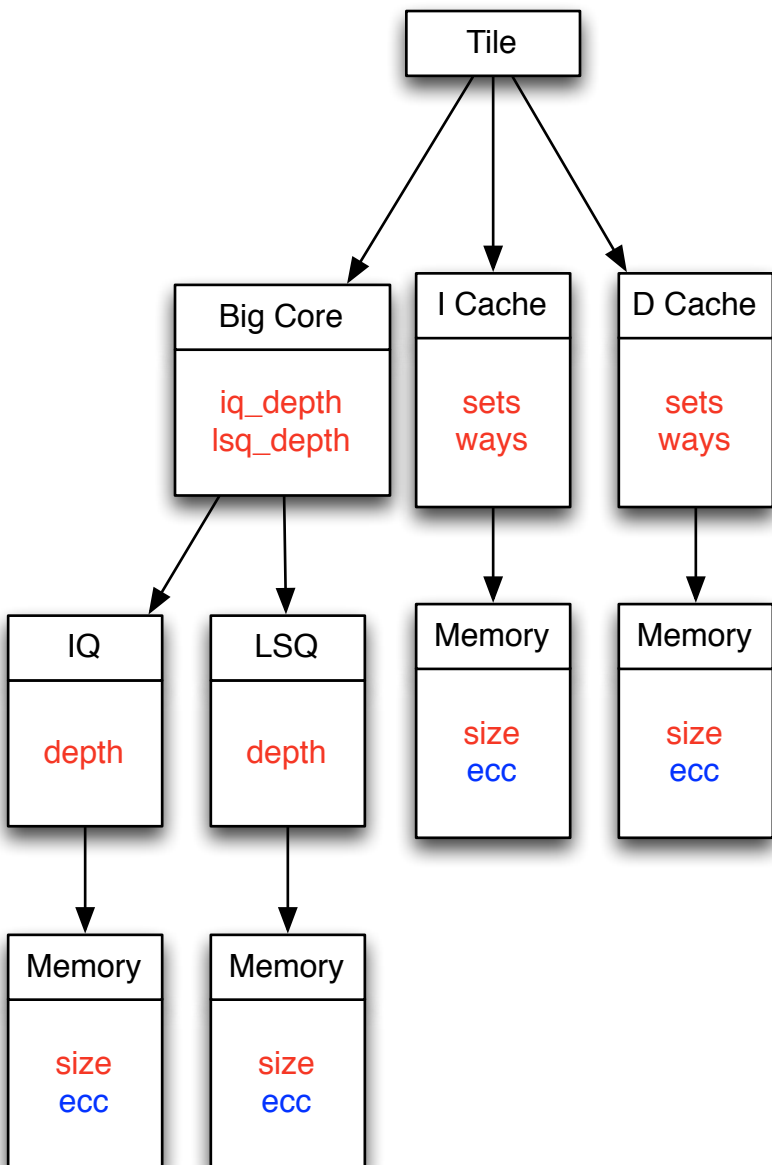 Tile
Big Core
iq_depth
lsq_depth
I Cache
sets
ways
D Cache
sets
ways
IQ
depth
LSQ
depth
Memory
size
ecc
Memory
size
ecc
Memory
size
ecc
Memory
size
ecc